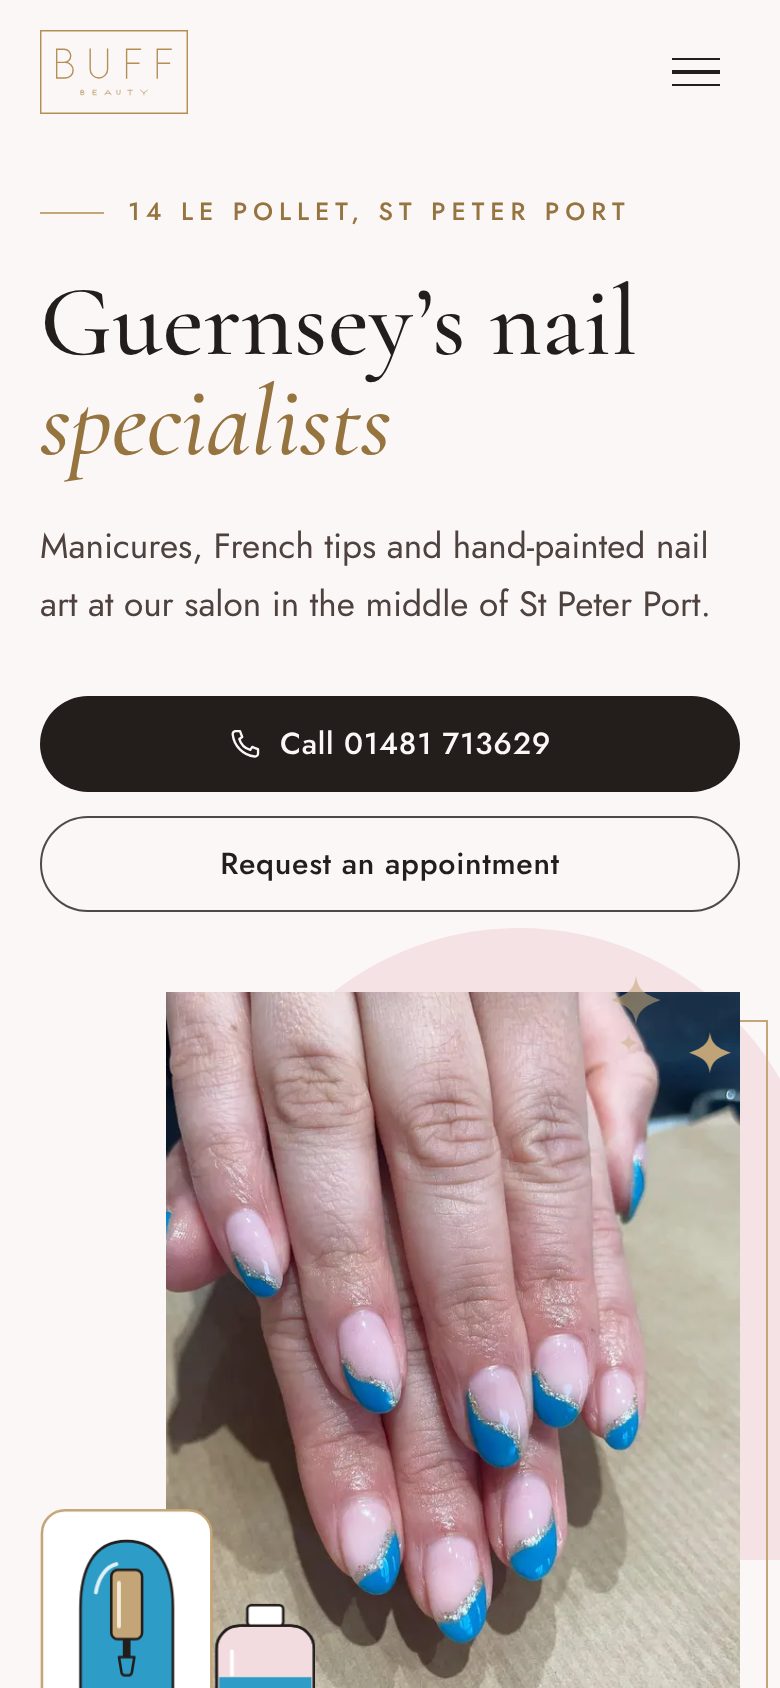 BUFF
BEAUTY
14 LE POLLET, ST PETER PORT
Guernsey’s nail
specialists
Manicures, French tips and hand-painted nail
art at our salon in the middle of St Peter Port.
Call 01481 713629
Request an appointment